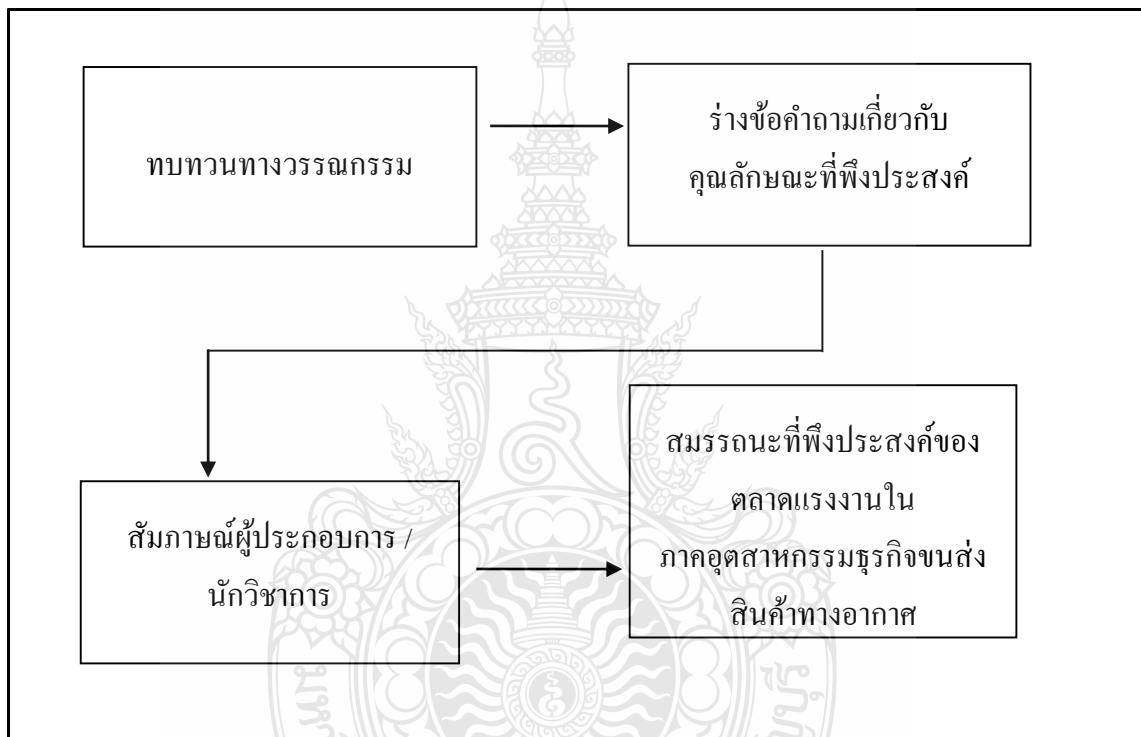 ทบทวนทางวรรณกรรม
ร่างข้อคำถามเกี่ยวกับ
คุณลักษณะที่พึงประสงค์
สัมภาษณ์ผู้ประกอบการ /
นักวิชาการ
สมรรถนะที่พึงประสงค์ของ
ตลาดแรงงานใน
ภาคอุตสาหกรรมธุรกิจขนส่ง
สินค้าทางอากาศ